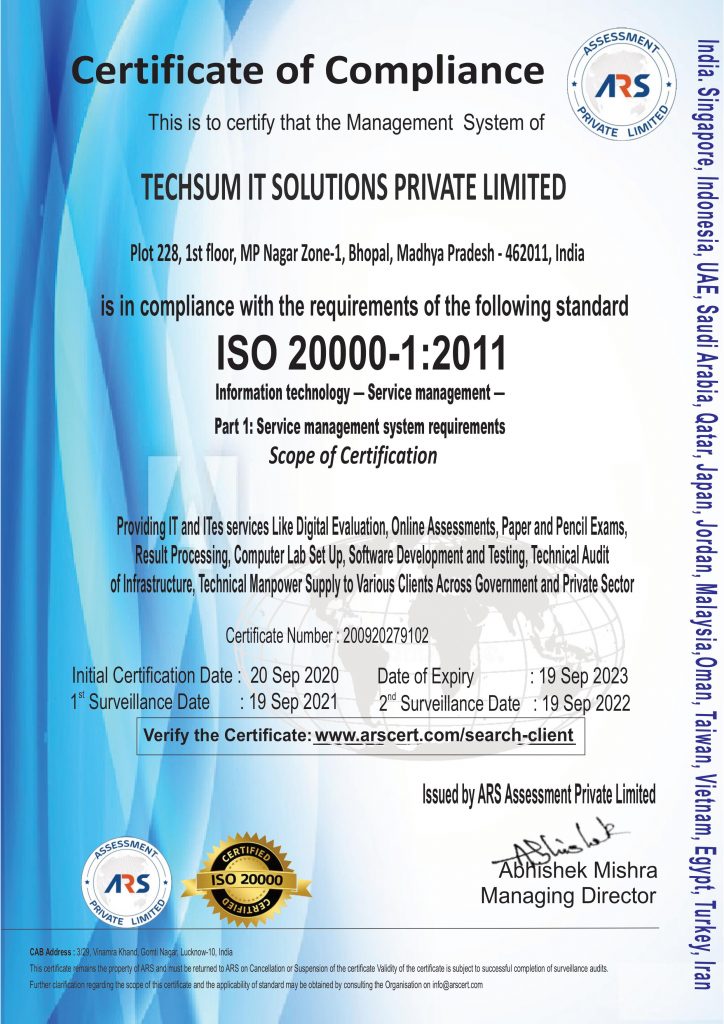 Certificate of Compliance
ASSESSMENT
ARS
PRIVATE LIMITED
This is to certify that the Management System of
TECHSUM IT SOLUTIONS PRIVATE LIMITED
Plot 228, 1st floor, MP Nagar Zone-1, Bhopal, Madhya Pradesh - 462011, India
is in compliance with the requirements of the following standard
ISO 20000-1:2011
Information technology — Service management —
Part 1: Service management system requirements
Scope of Certification
Providing IT and ITes services Like Digital Evaluation, Online Assessments, Paper and Pencil Exams,
Result Processing, Computer Lab Set Up, Software Development and Testing, Technical Audit
of Infrastructure, Technical Manpower Supply to Various Clients Across Government and Private Sector
Certificate Number : 200920279102
Initial Certification Date : 20 Sep 2020 Date of Expiry : 19 Sep 2023
1st Surveillance Date : 19 Sep 2021 2nd Surveillance Date : 19 Sep 2022
Verify the Certificate: www.arscert.com/search-client
Issued by ARS Assessment Private Limited
Abhishek
Abhishek Mishra
Managing Director
ASSESSMENT
ARS
PRIVATE LIMITED
CERTIFIED
ISO 20000
CERTIFIED
CAB Address : 3/29, Vinamra Khand, Gomti Nagar, Lucknow-10, India
This certificate remains the property of ARS and must be returned to ARS on Cancellation or Suspension of the certificate Validity of the certificate is subject to successful completion of surveillance audits.
Further clarification regarding the scope of this certificate and the applicability of standard may be obtained by consulting the Organisation on info@arscert.com
India. Singapore, Indonesia, UAE, Saudi Arabia, Qatar, Japan, Jordan, Malaysia,Oman, Taiwan, Vietnam, Egypt, Turkey, Iran